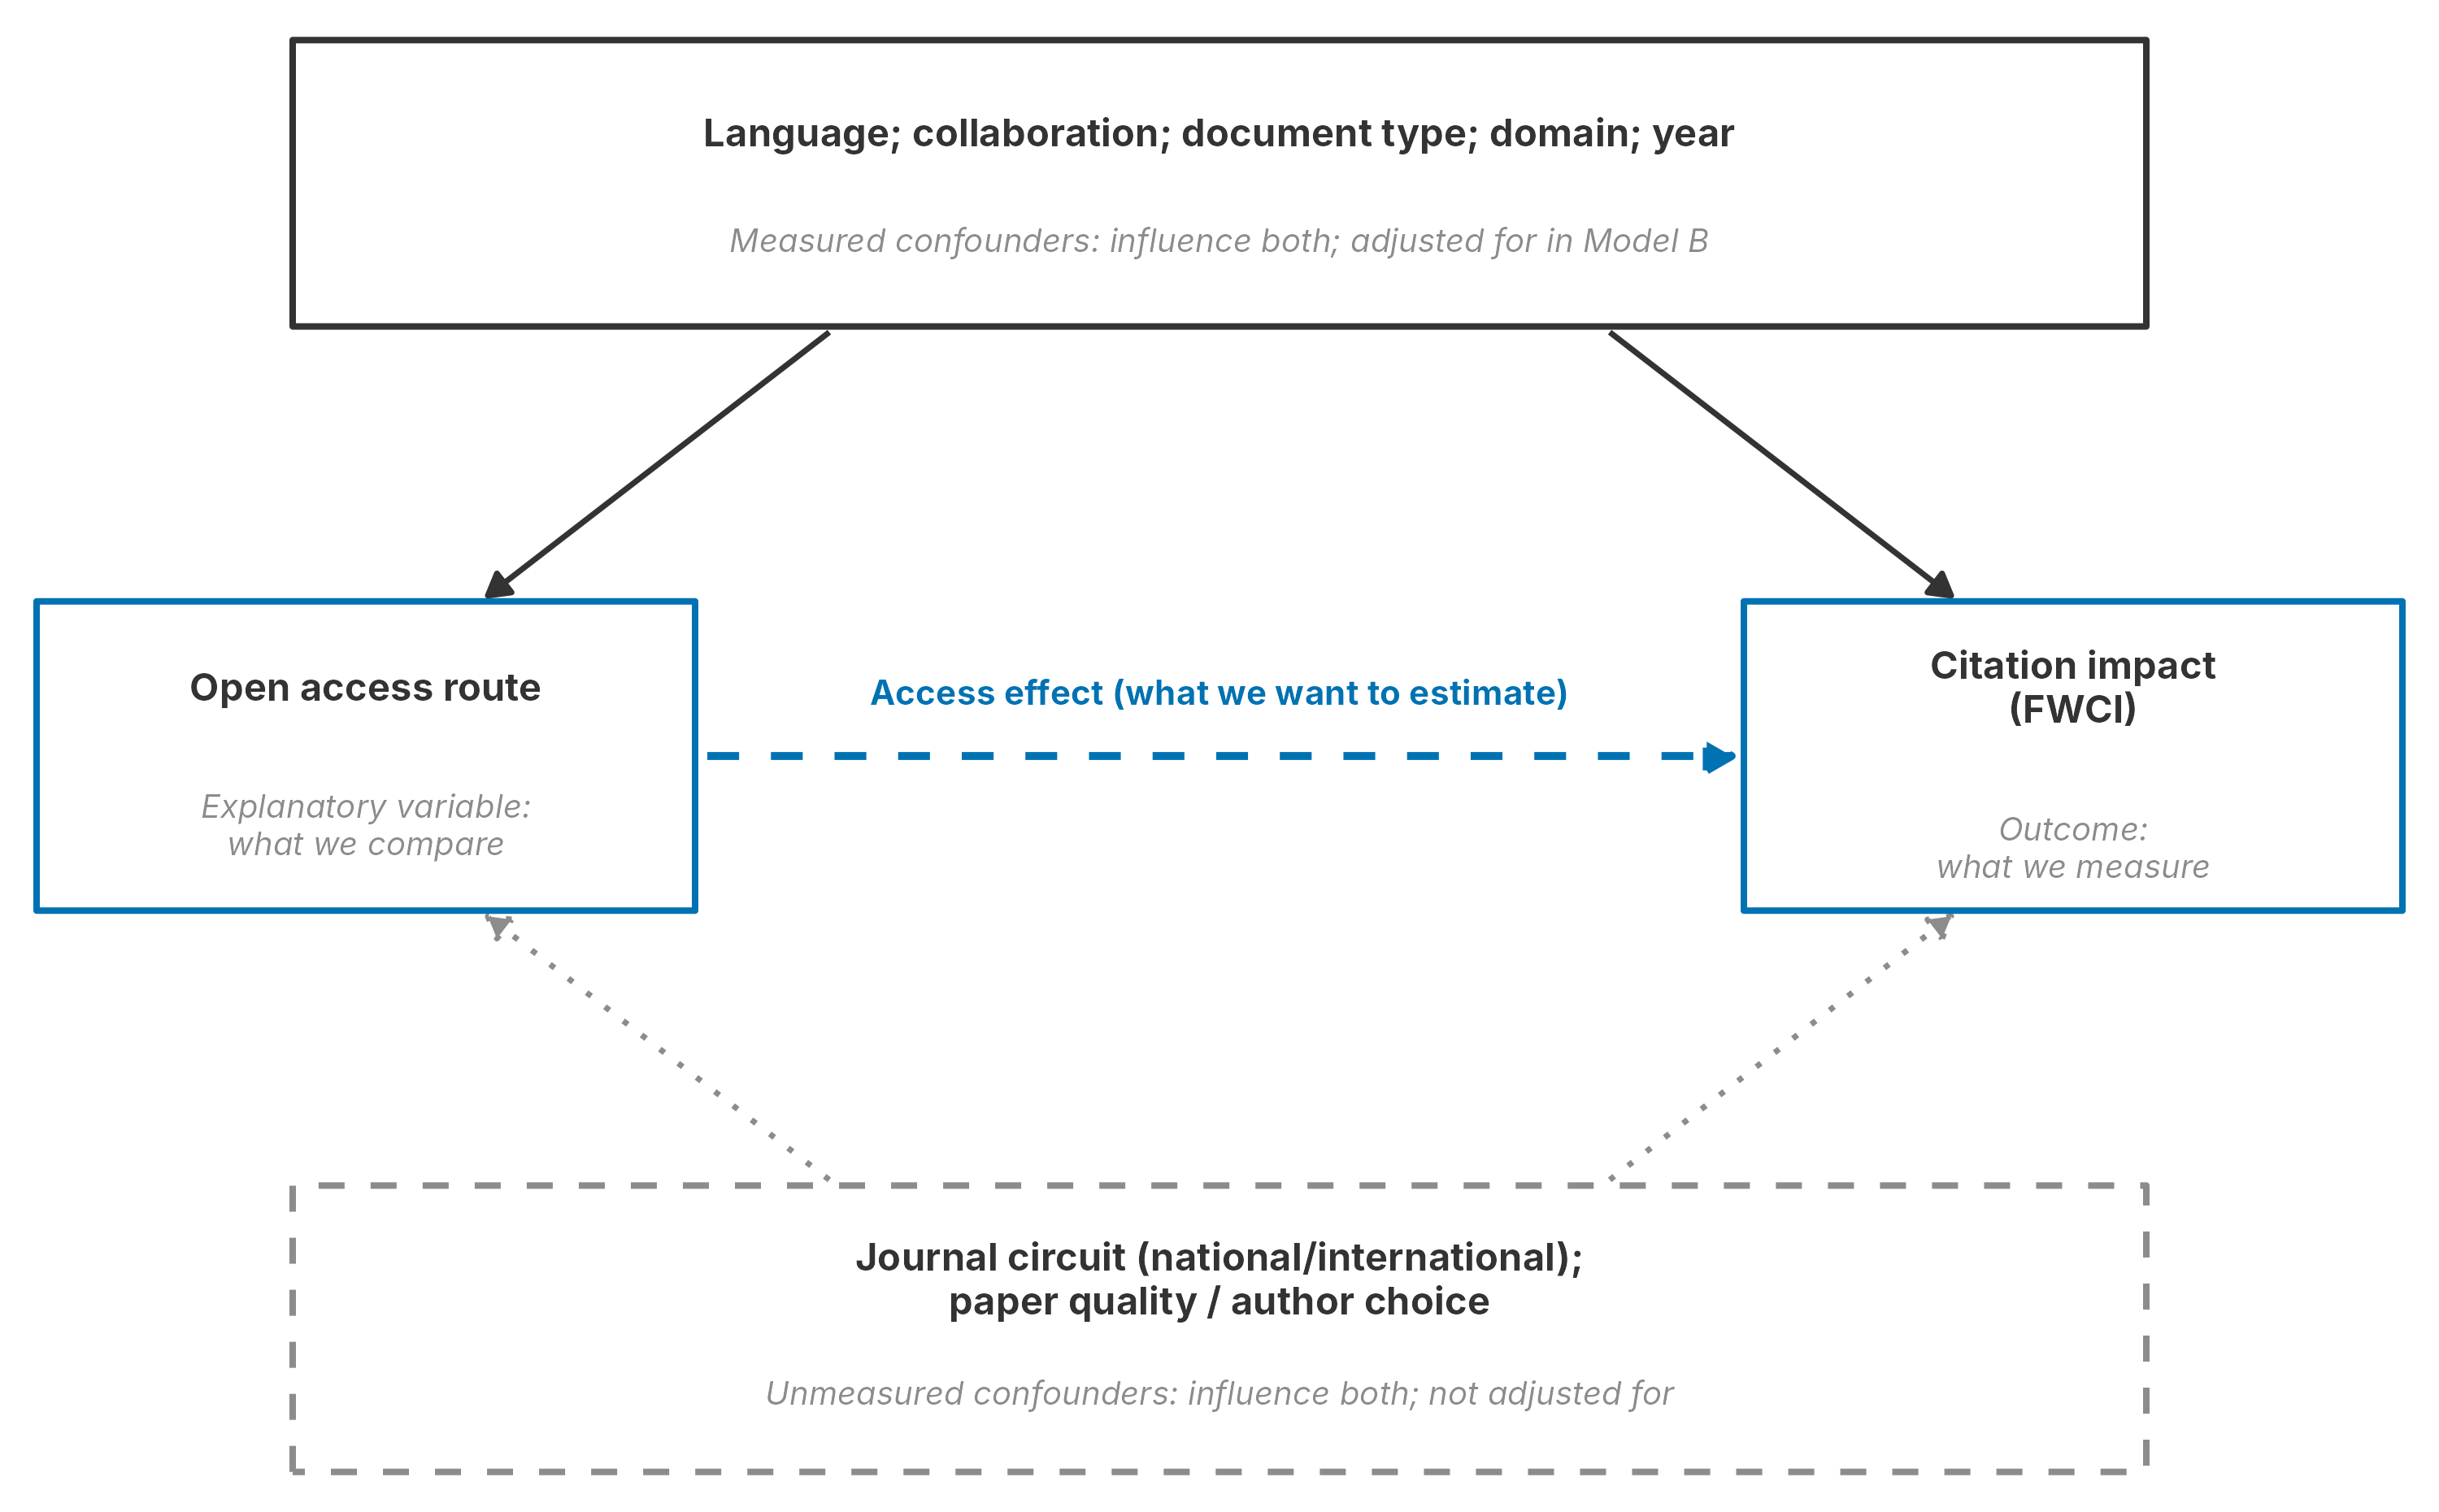 Language; collaboration; document type; domain; year
Measured confounders: influence both; adjusted for in Model B
Open access route
Explanatory variable:
what we compare
Access effect (what we want to estimate)
Citation impact
(FWCI)
Outcome:
what we measure
Journal circuit (national/international);
paper quality / author choice
Unmeasured confounders: influence both; not adjusted for